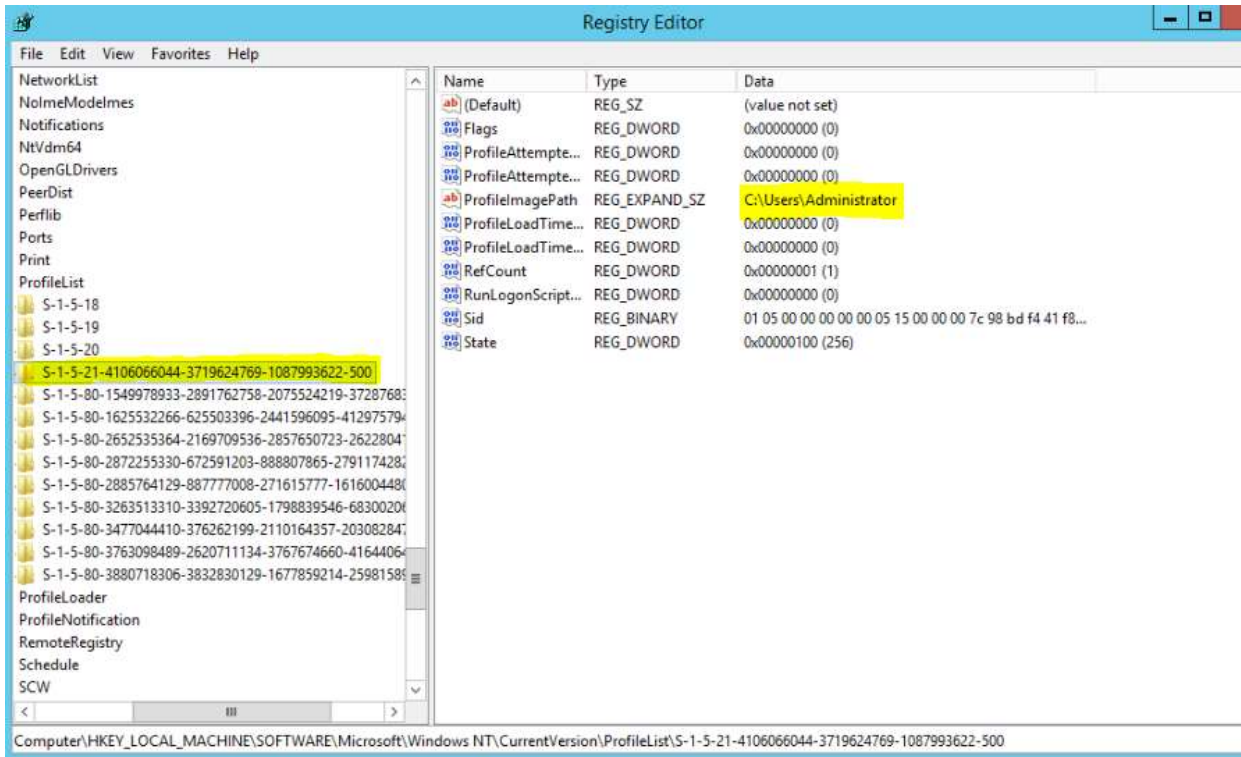 Registry Editor
File Edit View Favorites Help
NetworkList
NoImeModeImes
Notifications
NtVdm64
OpenGLDrivers
PeerDist
Perflib
Ports
Print
ProfileList
S-1-5-18
S-1-5-19
S-1-5-20
S-1-5-21-4106066044-3719624769-1087993622-500
S-1-5-80-1549978933-2891762758-2075524219-3728768
S-1-5-80-1625532266-625503396-2441596095-41297579
S-1-5-80-2652535364-2169709536-2857650723-2622804
S-1-5-80-2872255330-672591203-888807865-279117428
S-1-5-80-2885764129-887777008-271615777-161600448
S-1-5-80-3263513310-3392720605-1798839546-6830020
S-1-5-80-3477044410-376262199-2110164357-20308284
S-1-5-80-3763098489-2620711134-3767674660-4164406
S-1-5-80-3880718306-3832830129-1677859214-2598158
ProfileLoader
ProfileNotification
RemoteRegistry
Schedule
SCW
Name Type Data
(Default) REG_SZ (value not set)
Flags REG_DWORD 0x00000000 (0)
ProfileAttempte... REG_DWORD 0x00000000 (0)
ProfileAttempte... REG_DWORD 0x00000000 (0)
ProfileImagePath REG_EXPAND_SZ C:\Users\Administrator
ProfileLoadTime... REG_DWORD 0x00000000 (0)
ProfileLoadTime... REG_DWORD 0x00000000 (0)
RefCount REG_DWORD 0x00000001 (1)
RunLogonScript... REG_DWORD 0x00000000 (0)
Sid REG_BINARY 01 05 00 00 00 00 00 05 15 00 00 00 7c 98 bd f4 41 f8...
State REG_DWORD 0x00000100 (256)
Computer\HKEY_LOCAL_MACHINE\SOFTWARE\Microsoft\Windows NT\CurrentVersion\ProfileList\S-1-5-21-4106066044-3719624769-1087993622-500